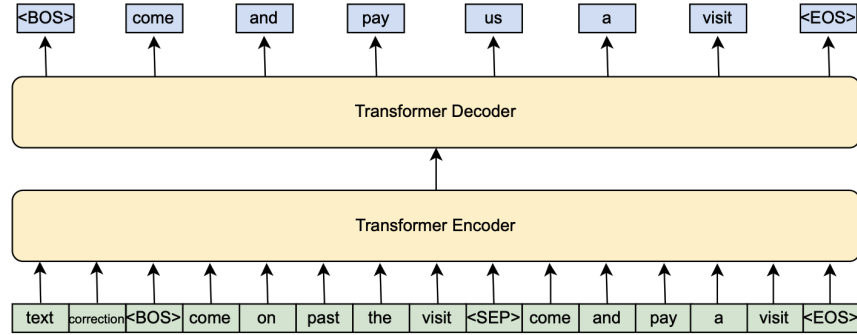 <BOS> come and pay us a visit <EOS>
Transformer Decoder
Transformer Encoder
text correction <BOS> come on past the visit <SEP> come and pay a visit <EOS>